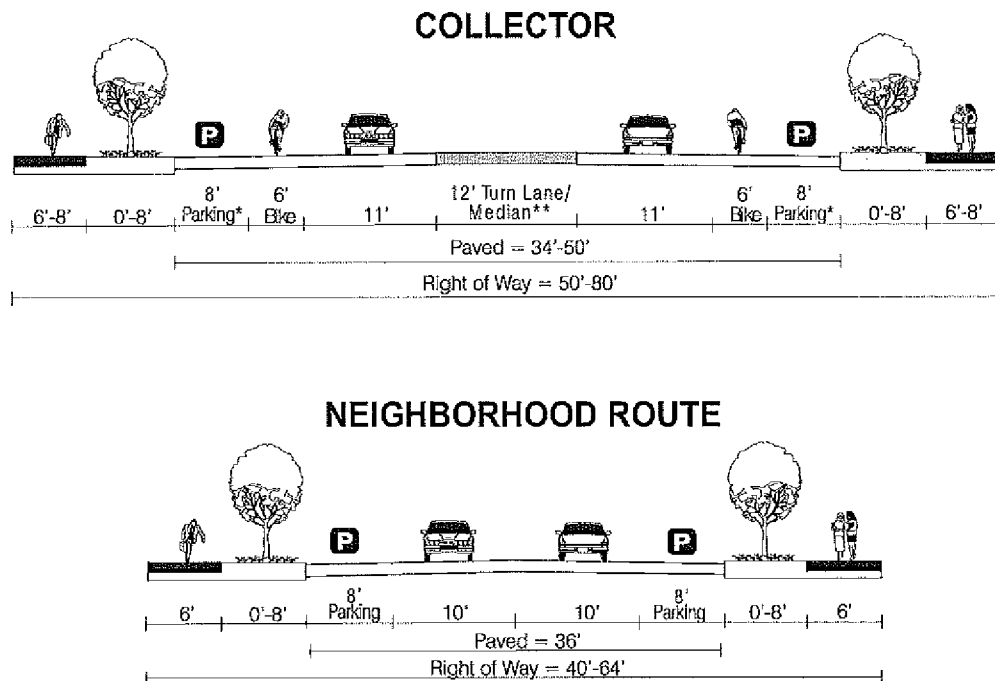 COLLECTOR
P
P
8' 6' 12' Turn Lane/ 6' 8'
6'-8' 0'-8' Parking* Bike 11' Median** 11' Bike Parking* 0'-8' 6'-8'
Paved = 34'-50'
Right of Way = 50'-80'
NEIGHBORHOOD ROUTE
P
P
8' 8'
6' 0'-8' Parking 10' 10' Parking 0'-8' 6'
Paved = 36'
Right of Way = 40'-64'